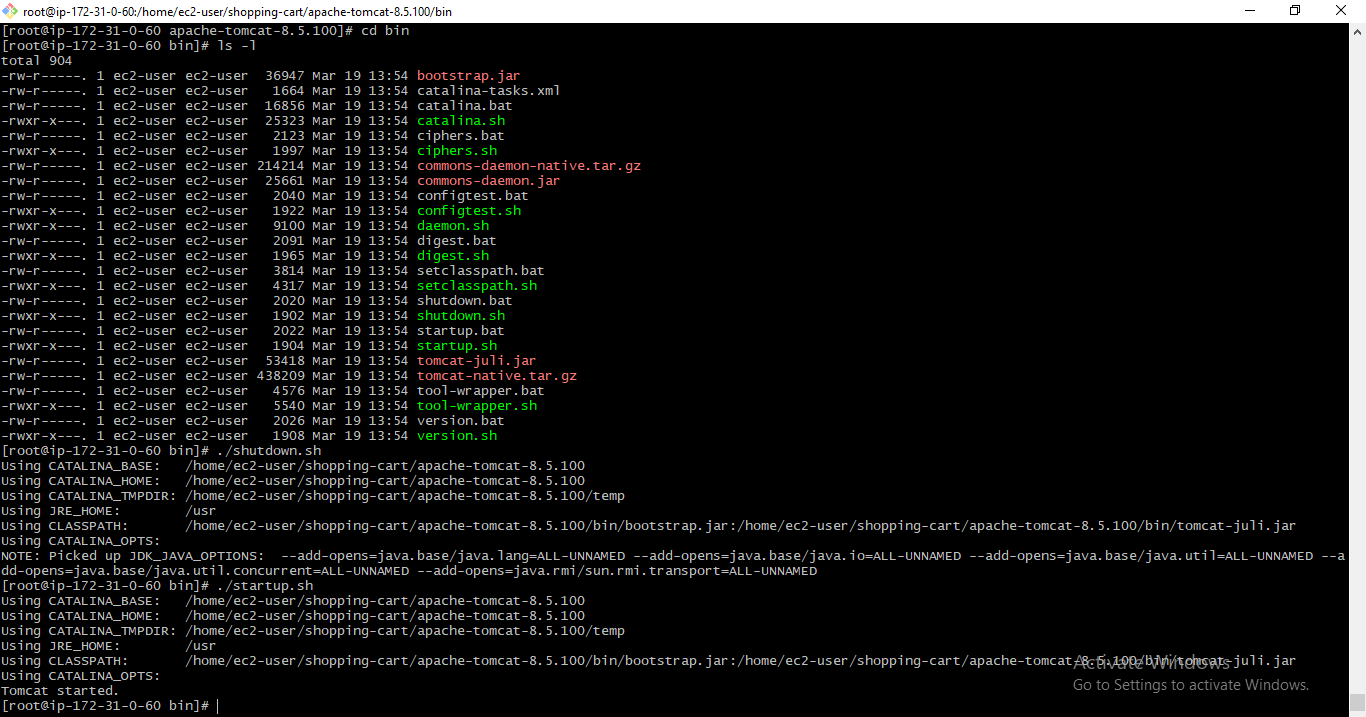 root@ip-172-31-0-60:/home/ec2-user/shopping-cart/apache-tomcat-8.5.100/bin
[root@ip-172-31-0-60 apache-tomcat-8.5.100]# cd bin
[root@ip-172-31-0-60 bin]# ls -l
total 904
-rw-r-----. 1 ec2-user ec2-user  36947 Mar 19 13:54 bootstrap.jar
-rw-r-----. 1 ec2-user ec2-user   1664 Mar 19 13:54 catalina-tasks.xml
-rw-r-----. 1 ec2-user ec2-user  16856 Mar 19 13:54 catalina.bat
-rwxr-x---. 1 ec2-user ec2-user  25323 Mar 19 13:54 catalina.sh
-rw-r-----. 1 ec2-user ec2-user   2123 Mar 19 13:54 ciphers.bat
-rwxr-x---. 1 ec2-user ec2-user   1997 Mar 19 13:54 ciphers.sh
-rw-r-----. 1 ec2-user ec2-user 214214 Mar 19 13:54 commons-daemon-native.tar.gz
-rw-r-----. 1 ec2-user ec2-user  25661 Mar 19 13:54 commons-daemon.jar
-rw-r-----. 1 ec2-user ec2-user   2040 Mar 19 13:54 configtest.bat
-rwxr-x---. 1 ec2-user ec2-user   1922 Mar 19 13:54 configtest.sh
-rwxr-x---. 1 ec2-user ec2-user   9100 Mar 19 13:54 daemon.sh
-rw-r-----. 1 ec2-user ec2-user   2091 Mar 19 13:54 digest.bat
-rwxr-x---. 1 ec2-user ec2-user   1965 Mar 19 13:54 digest.sh
-rw-r-----. 1 ec2-user ec2-user   3814 Mar 19 13:54 setclasspath.bat
-rwxr-x---. 1 ec2-user ec2-user   4317 Mar 19 13:54 setclasspath.sh
-rw-r-----. 1 ec2-user ec2-user   2020 Mar 19 13:54 shutdown.bat
-rwxr-x---. 1 ec2-user ec2-user   1902 Mar 19 13:54 shutdown.sh
-rw-r-----. 1 ec2-user ec2-user   2022 Mar 19 13:54 startup.bat
-rwxr-x---. 1 ec2-user ec2-user   1904 Mar 19 13:54 startup.sh
-rw-r-----. 1 ec2-user ec2-user  53418 Mar 19 13:54 tomcat-juli.jar
-rw-r-----. 1 ec2-user ec2-user 438209 Mar 19 13:54 tomcat-native.tar.gz
-rw-r-----. 1 ec2-user ec2-user   4576 Mar 19 13:54 tool-wrapper.bat
-rwxr-x---. 1 ec2-user ec2-user   5540 Mar 19 13:54 tool-wrapper.sh
-rw-r-----. 1 ec2-user ec2-user   2026 Mar 19 13:54 version.bat
-rwxr-x---. 1 ec2-user ec2-user   1908 Mar 19 13:54 version.sh
[root@ip-172-31-0-60 bin]# ./shutdown.sh
Using CATALINA_BASE:   /home/ec2-user/shopping-cart/apache-tomcat-8.5.100
Using CATALINA_HOME:   /home/ec2-user/shopping-cart/apache-tomcat-8.5.100
Using CATALINA_TMPDIR: /home/ec2-user/shopping-cart/apache-tomcat-8.5.100/temp
Using JRE_HOME:        /usr
Using CLASSPATH:       /home/ec2-user/shopping-cart/apache-tomcat-8.5.100/bin/bootstrap.jar:/home/ec2-user/shopping-cart/apache-tomcat-8.5.100/bin/tomcat-juli.jar
Using CATALINA_OPTS:
NOTE: Picked up JDK_JAVA_OPTIONS:  --add-opens=java.base/java.lang=ALL-UNNAMED --add-opens=java.base/java.io=ALL-UNNAMED --add-opens=java.base/java.util=ALL-UNNAMED --a
dd-opens=java.base/java.util.concurrent=ALL-UNNAMED --add-opens=java.rmi/sun.rmi.transport=ALL-UNNAMED
[root@ip-172-31-0-60 bin]# ./startup.sh
Using CATALINA_BASE:   /home/ec2-user/shopping-cart/apache-tomcat-8.5.100
Using CATALINA_HOME:   /home/ec2-user/shopping-cart/apache-tomcat-8.5.100
Using CATALINA_TMPDIR: /home/ec2-user/shopping-cart/apache-tomcat-8.5.100/temp
Using JRE_HOME:        /usr
Using CLASSPATH:       /home/ec2-user/shopping-cart/apache-tomcat-8.5.100/bin/bootstrap.jar:/home/ec2-user/shopping-cart/apache-tomcat-8.5.100/bin/tomcat-juli.jar
Activate Windows
Using CATALINA_OPTS:
Go to Settings to activate Windows.
Tomcat started.
[root@ip-172-31-0-60 bin]#